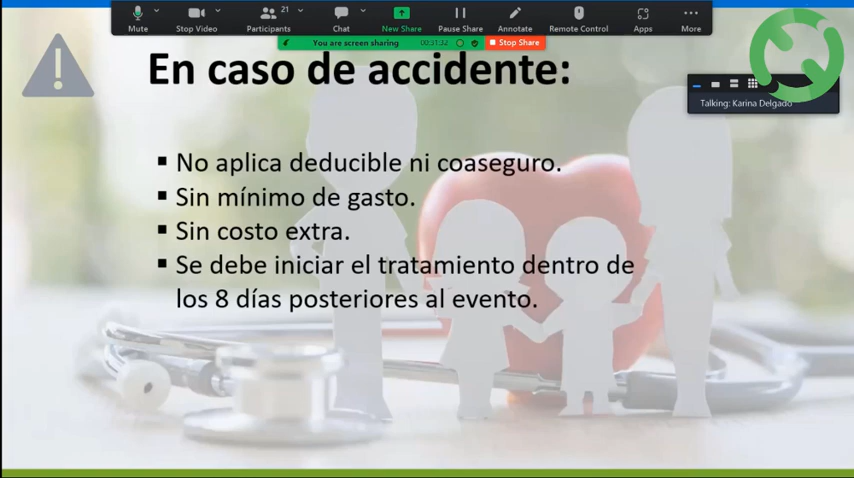 Mute
Stop Video
Participants
21
Chat
New Share
Pause Share
Annotate
Remote Control
Apps
More
You are screen sharing
00:31:32
Stop Share
Talking: Karina Delgado
En caso de accidente:
▪ No aplica deducible ni coaseguro.
▪ Sin mínimo de gasto.
▪ Sin costo extra.
▪ Se debe iniciar el tratamiento dentro de
los 8 días posteriores al evento.